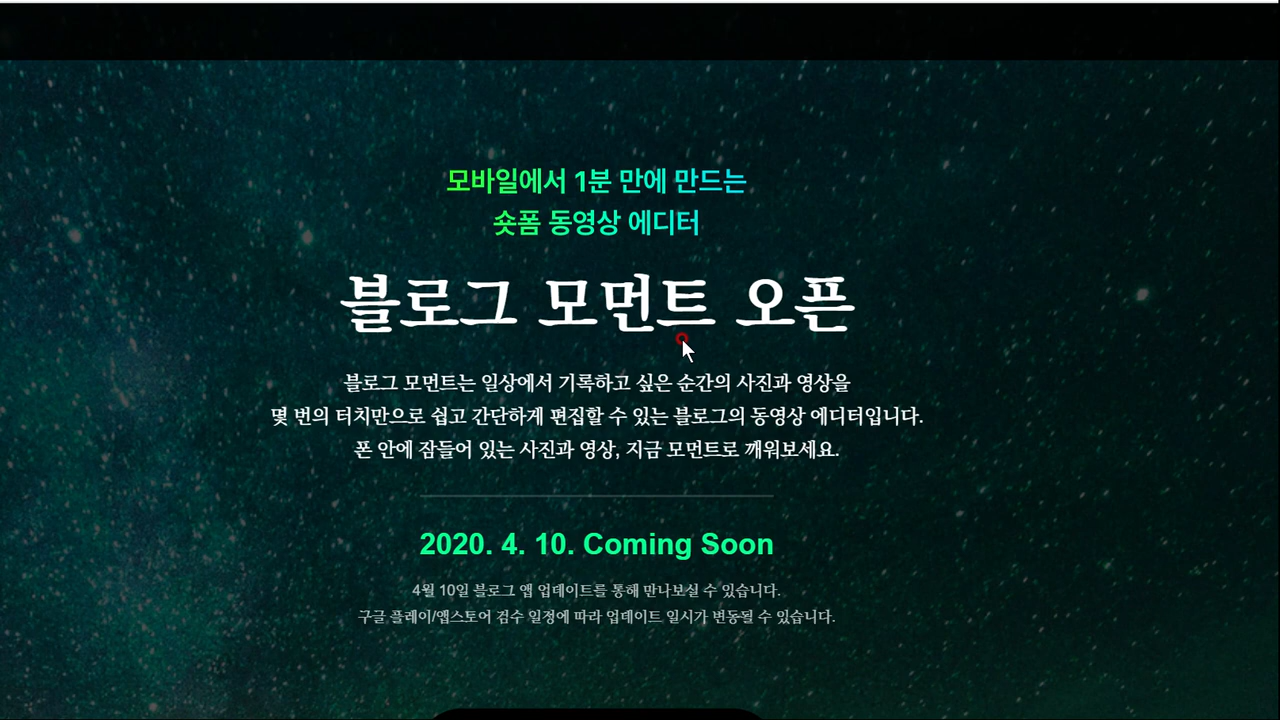 모바일에서 1분 만에 만드는
숏폼 동영상 에디터
블로그 모먼트 오픈
블로그 모먼트는 일상에서 기록하고 싶은 순간의 사진과 영상을
몇 번의 터치만으로 쉽고 간단하게 편집할 수 있는 블로그의 동영상 에디터입니다.
폰 안에 잠들어 있는 사진과 영상, 지금 모먼트로 깨워보세요.
2020. 4. 10. Coming Soon
4월 10일 블로그 앱 업데이트를 통해 만나보실 수 있습니다.
구글 플레이/앱스토어 검수 일정에 따라 업데이트 일시가 변동될 수 있습니다.